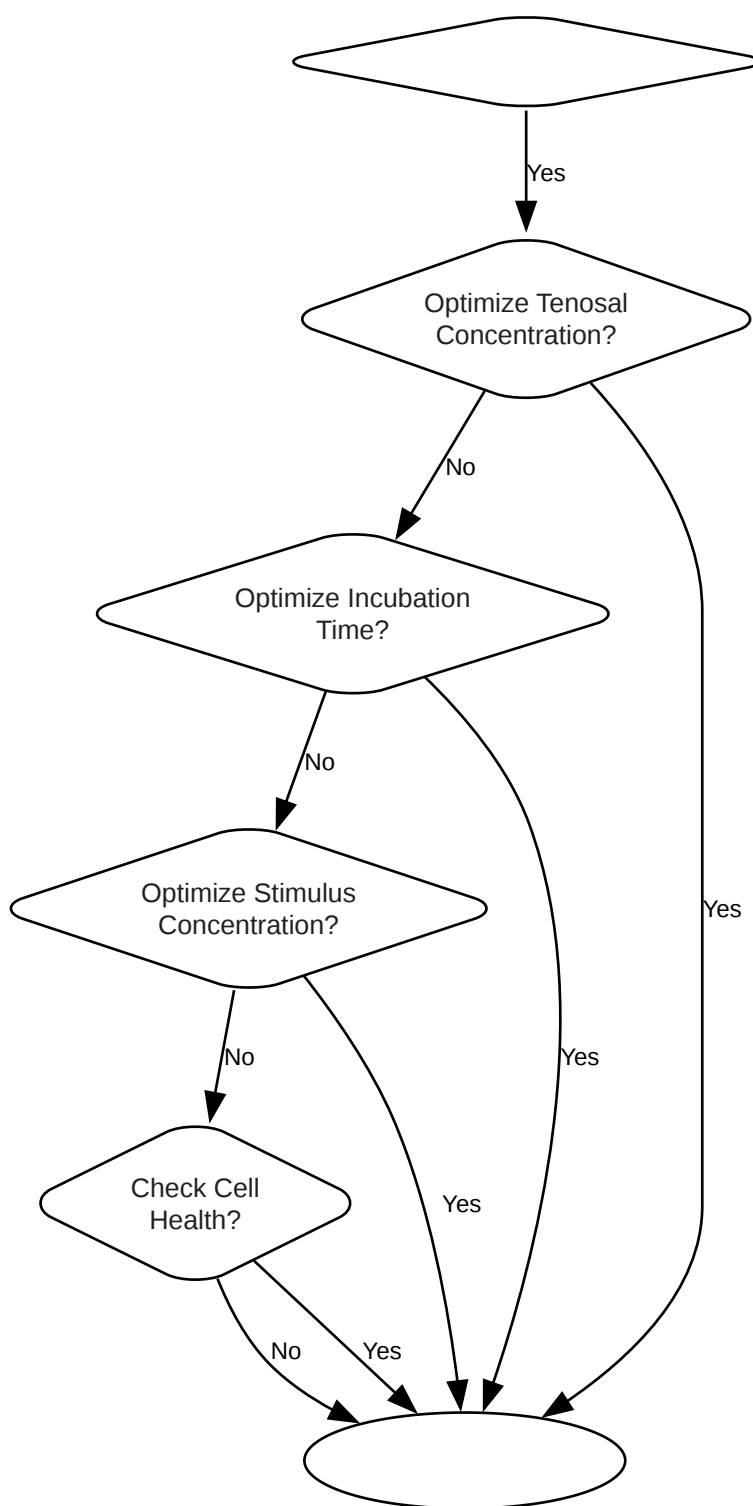 Yes
Optimize Tenosal
Concentration?
No
Optimize Incubation
Time?
No
Optimize Stimulus
Concentration?
Yes
No
Yes
Check Cell
Health?
Yes
No
Yes